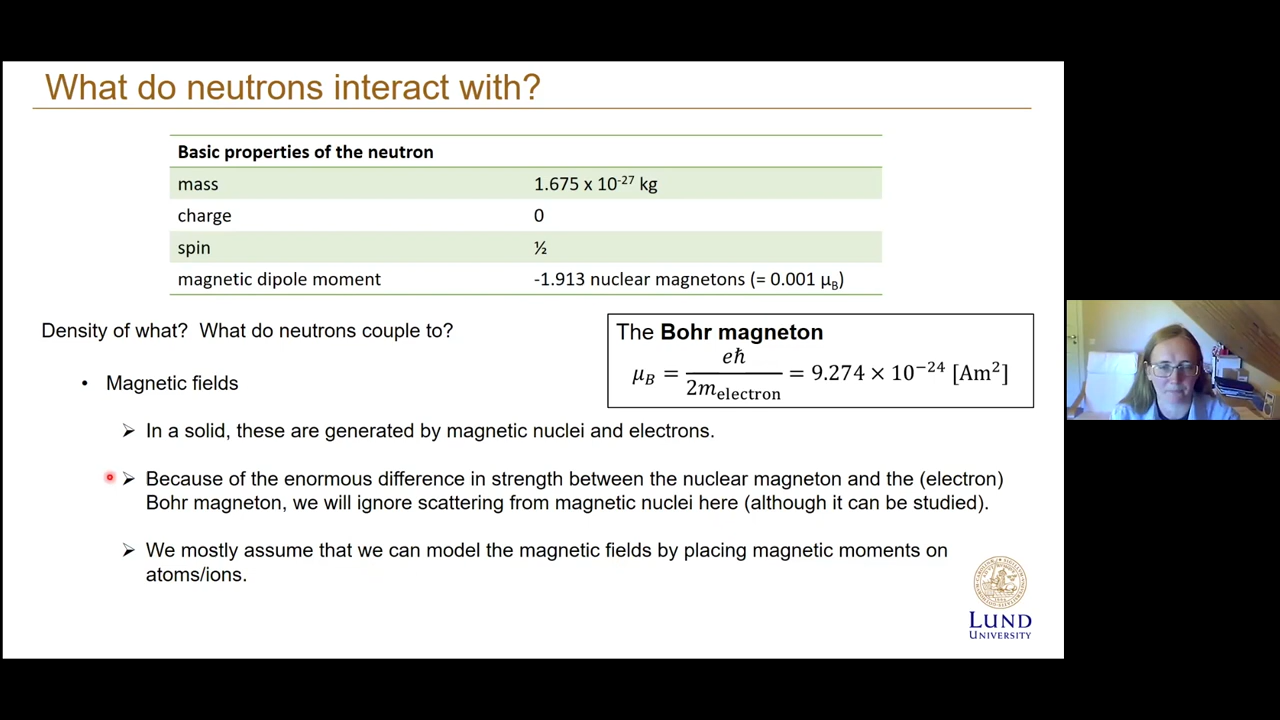 What do neutrons interact with?
Basic properties of the neutron
mass 1.675 x 10⁻²⁷ kg
charge 0
spin ½
magnetic dipole moment -1.913 nuclear magnetons (= 0.001 μ_B)
Density of what? What do neutrons couple to?
The Bohr magneton
μ_B = eħ / 2m_electron = 9.274 × 10⁻²⁴ [Am²]
• Magnetic fields
➢ In a solid, these are generated by magnetic nuclei and electrons.
➢ Because of the enormous difference in strength between the nuclear magneton and the (electron)
Bohr magneton, we will ignore scattering from magnetic nuclei here (although it can be studied).
➢ We mostly assume that we can model the magnetic fields by placing magnetic moments on
atoms/ions.
LUND
UNIVERSITY